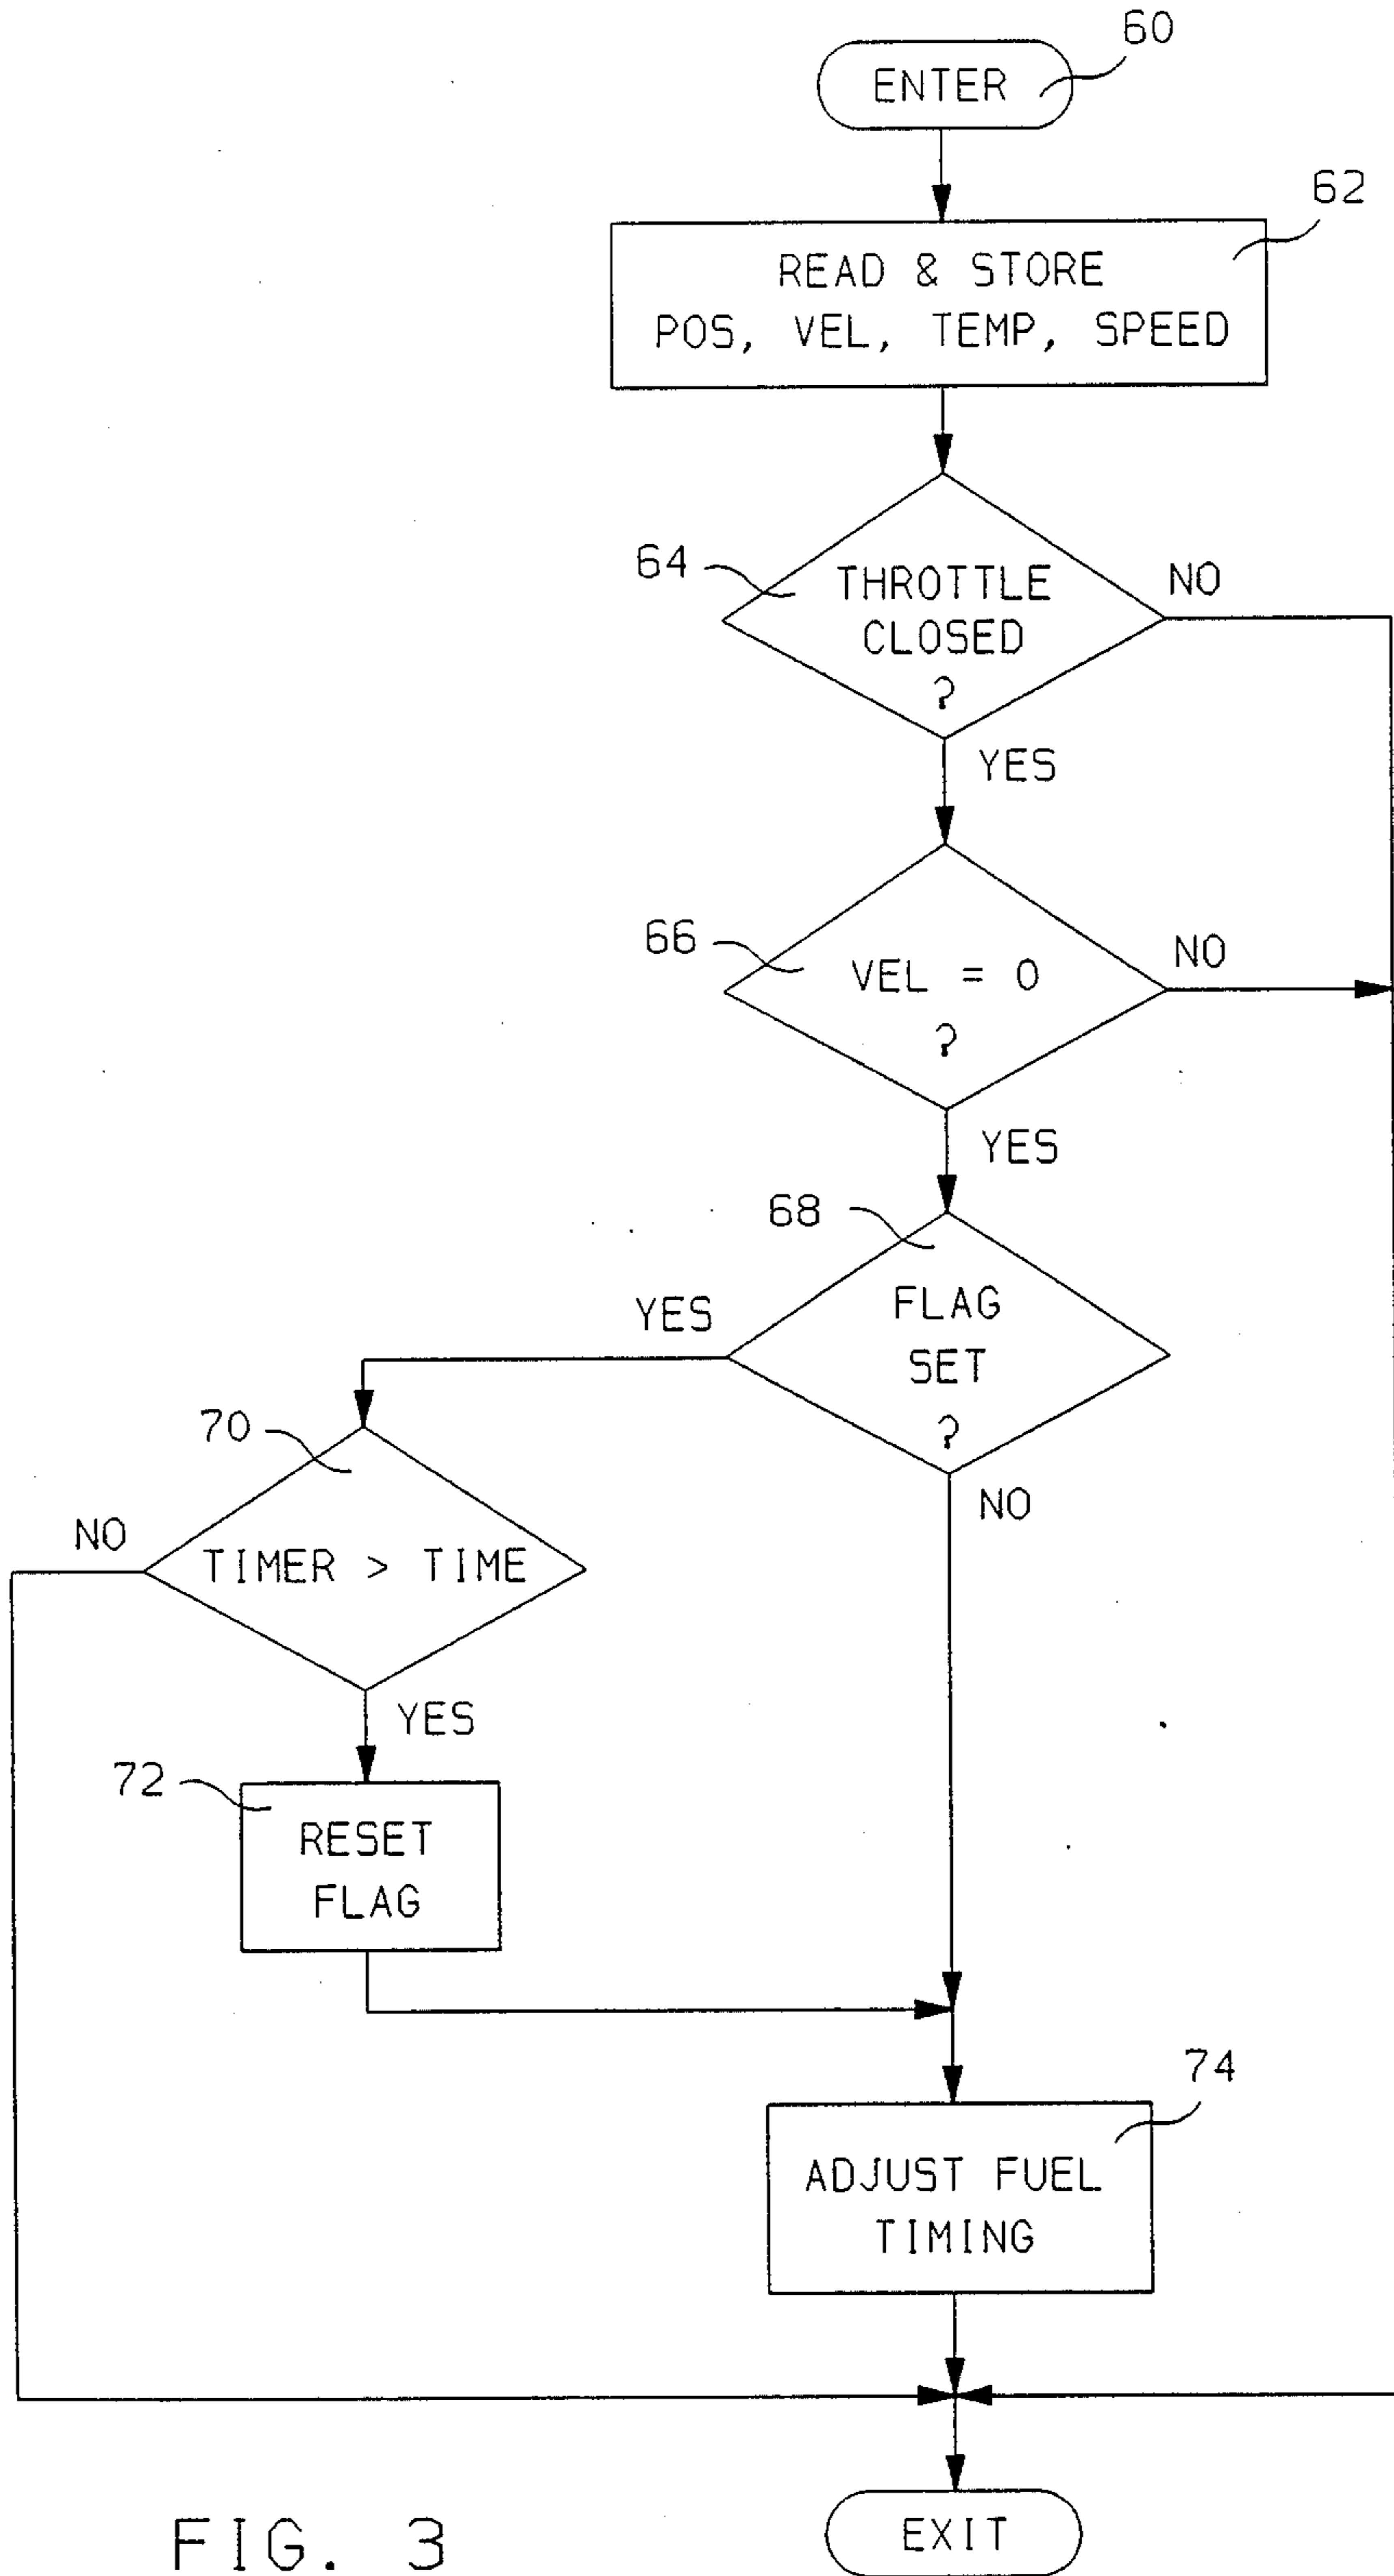 60
ENTER
62
READ & STORE
POS, VEL, TEMP, SPEED
64
THROTTLE
CLOSED
?
NO
YES
66
VEL = 0
?
NO
YES
68
FLAG
SET
?
YES
NO
70
TIMER > TIME
NO
YES
72
RESET
FLAG
74
ADJUST FUEL
TIMING
EXIT
FIG. 3